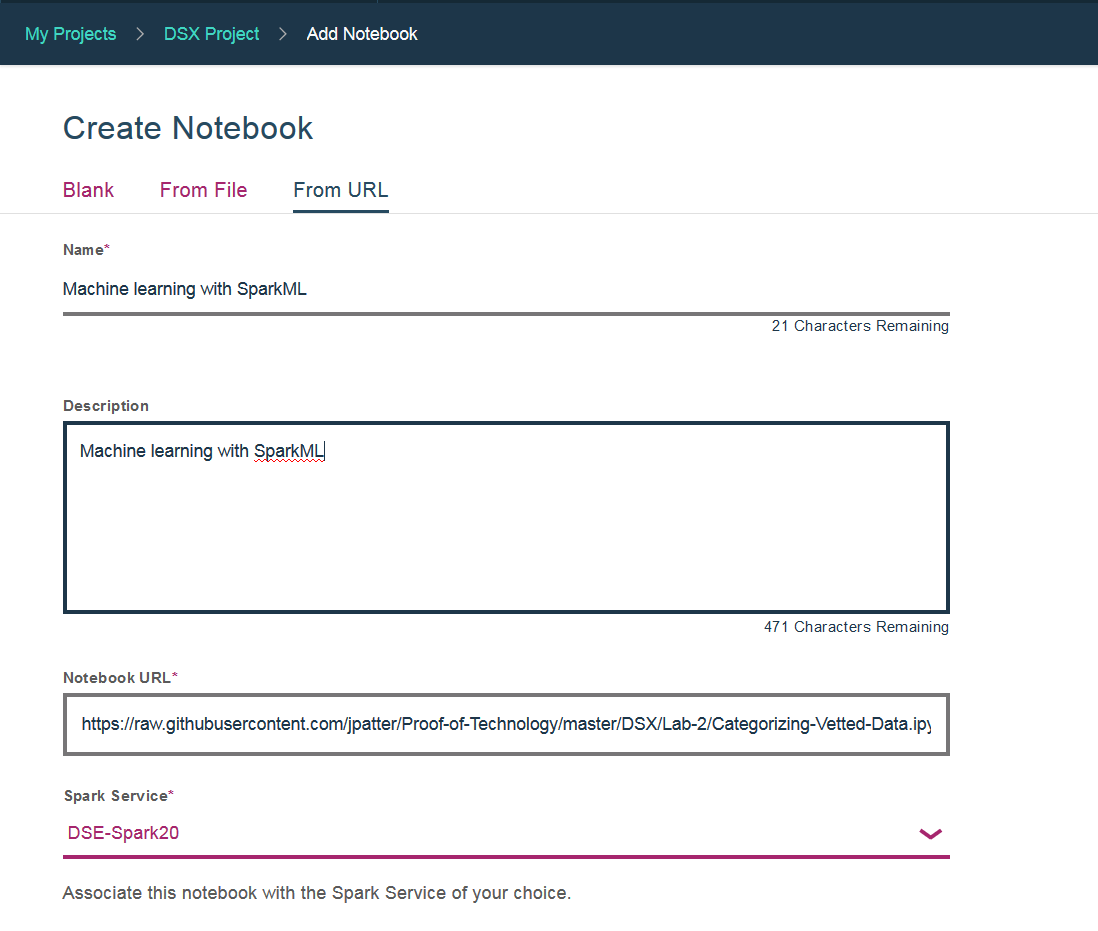 My Projects > DSX Project > Add Notebook
Create Notebook
Blank From File From URL
Name*
Machine learning with SparkML
21 Characters Remaining
Description
Machine learning with SparkML
471 Characters Remaining
Notebook URL*
https://raw.githubusercontent.com/jpatter/Proof-of-Technology/master/DSX/Lab-2/Categorizing-Vetted-Data.ipy
Spark Service*
DSE-Spark20
Associate this notebook with the Spark Service of your choice.